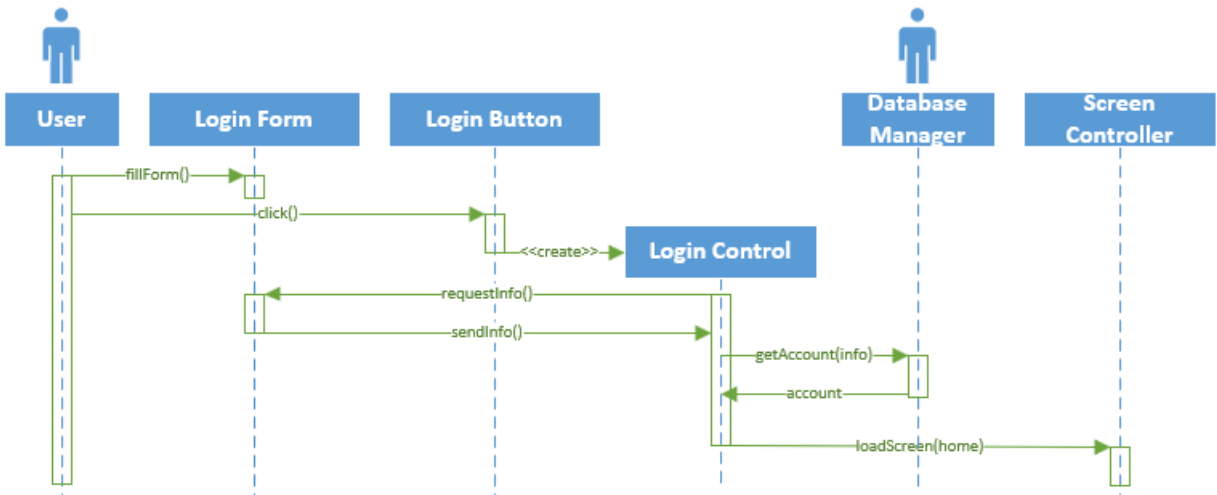 User
Login Form
Login Button
Database
Manager
Screen
Controller
fillForm()
click()
<<create>>
Login Control
requestInfo()
sendInfo()
getAccount(info)
account
loadScreen(home)